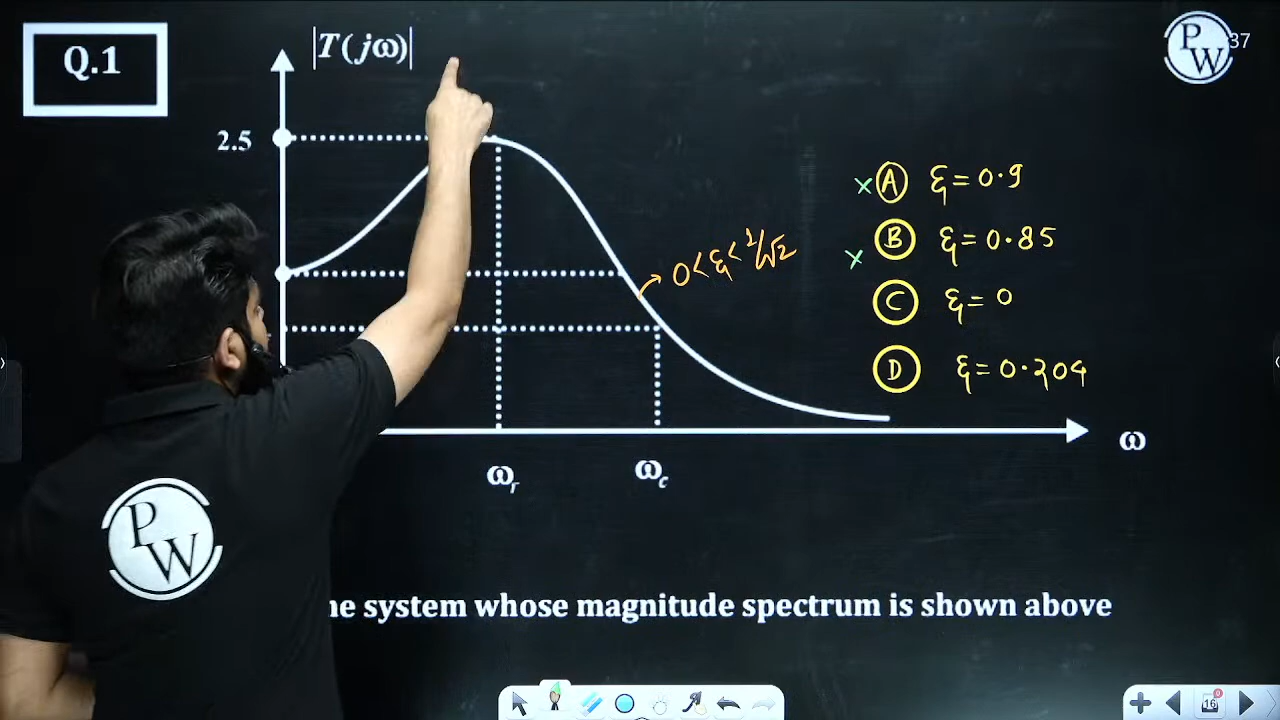 Q.1
|T(jω)|
PW
37
2.5
x A ξ = 0.9
x B ξ = 0.85
0 < ξ < 1/√2
C ξ = 0
D ξ = 0.204
ω
ωr
ωc
PW
he system whose magnitude spectrum is shown above
16